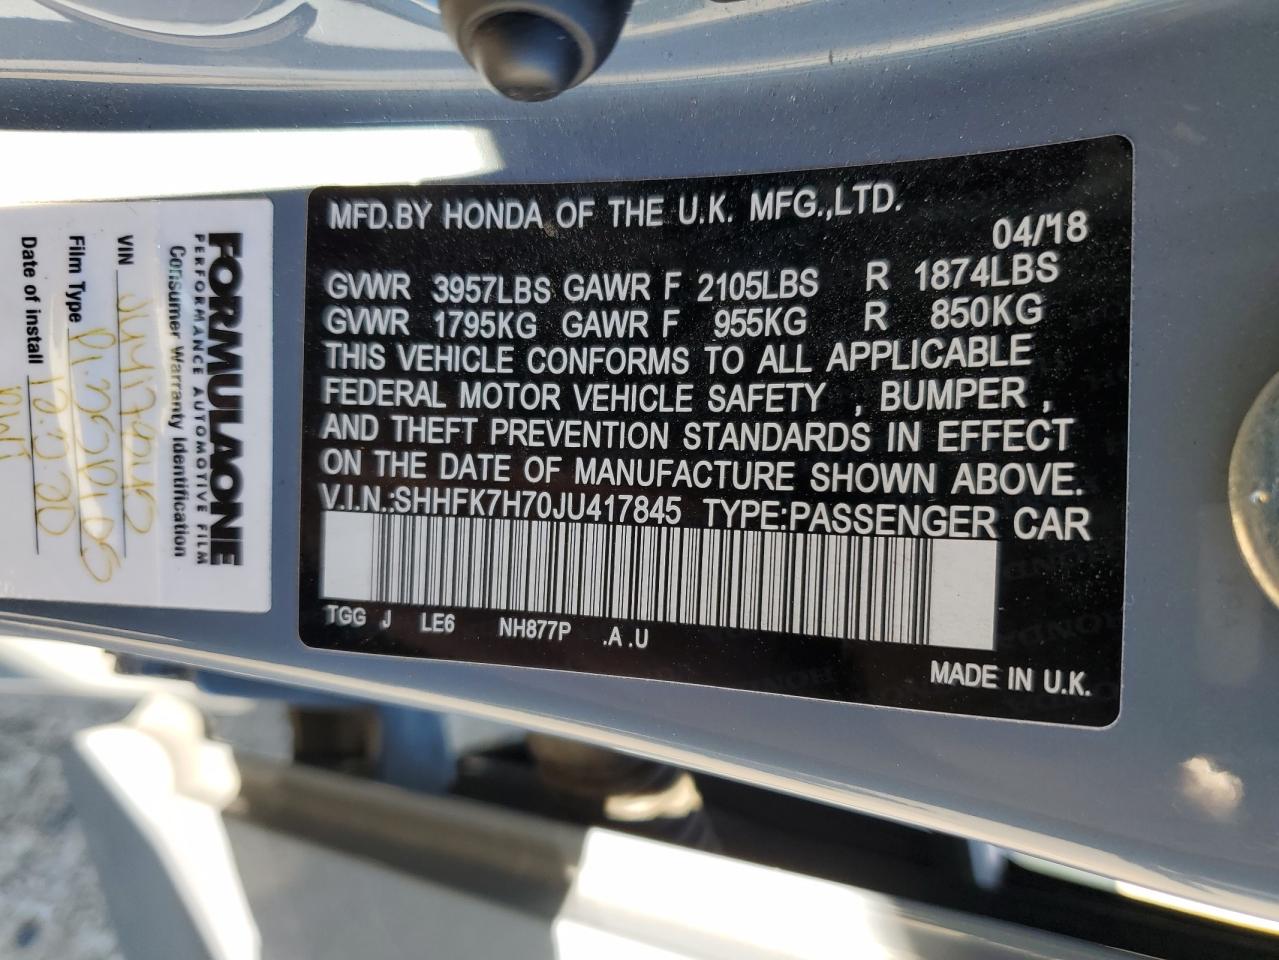 MFD.BY HONDA OF THE U.K. MFG.,LTD.
04/18
GVWR 3957LBS GAWR F 2105LBS R 1874LBS
GVWR 1795KG GAWR F 955KG R 850KG
THIS VEHICLE CONFORMS TO ALL APPLICABLE
FEDERAL MOTOR VEHICLE SAFETY , BUMPER ,
AND THEFT PREVENTION STANDARDS IN EFFECT
ON THE DATE OF MANUFACTURE SHOWN ABOVE.
V.I.N.:SHHFK7H70JU417845 TYPE:PASSENGER CAR
TGG J LE6 NH877P .A .U
MADE IN U.K.
FORMULAONE
PERFORMANCE AUTOMOTIVE FILM
Consumer Warranty Identification
VIN
Film Type
Date of install